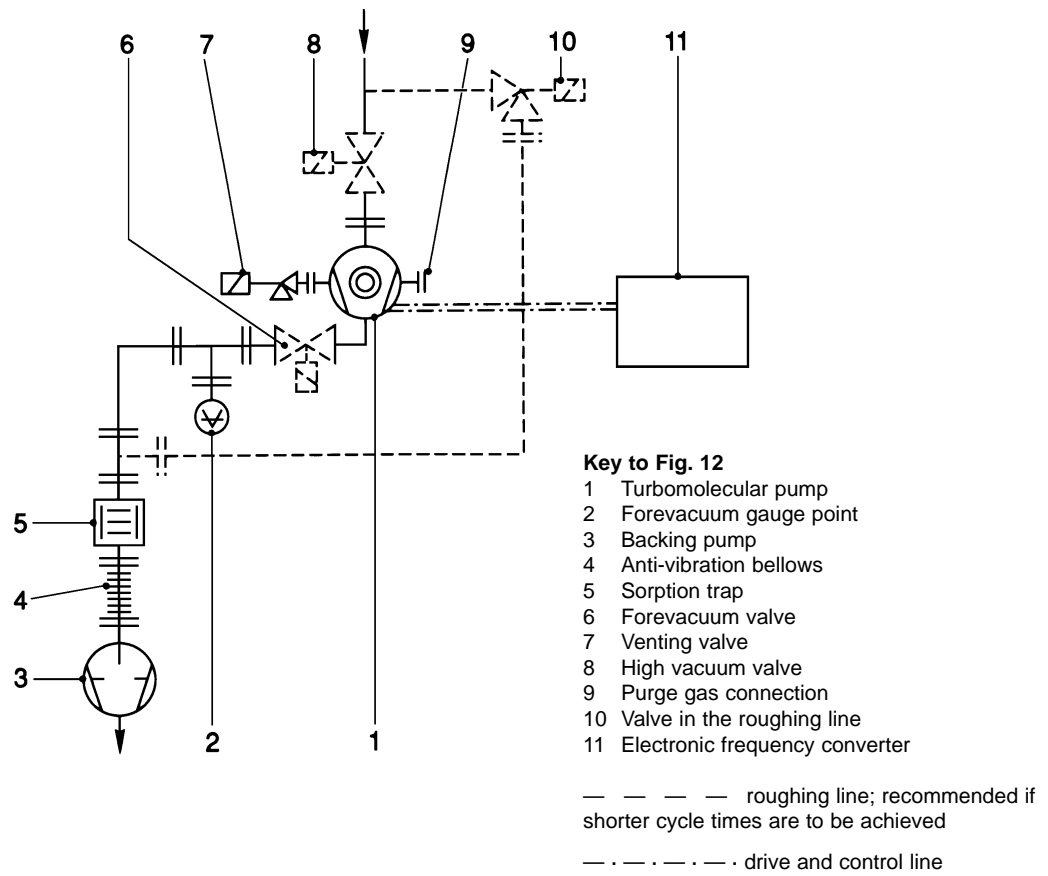 6 7 8 9 10 11
5
4
3
2 1
Key to Fig. 12
1 Turbomolecular pump
2 Forevacuum gauge point
3 Backing pump
4 Anti-vibration bellows
5 Sorption trap
6 Forevacuum valve
7 Venting valve
8 High vacuum valve
9 Purge gas connection
10 Valve in the roughing line
11 Electronic frequency converter
— — — — roughing line; recommended if
shorter cycle times are to be achieved
— · — · — · — · drive and control line